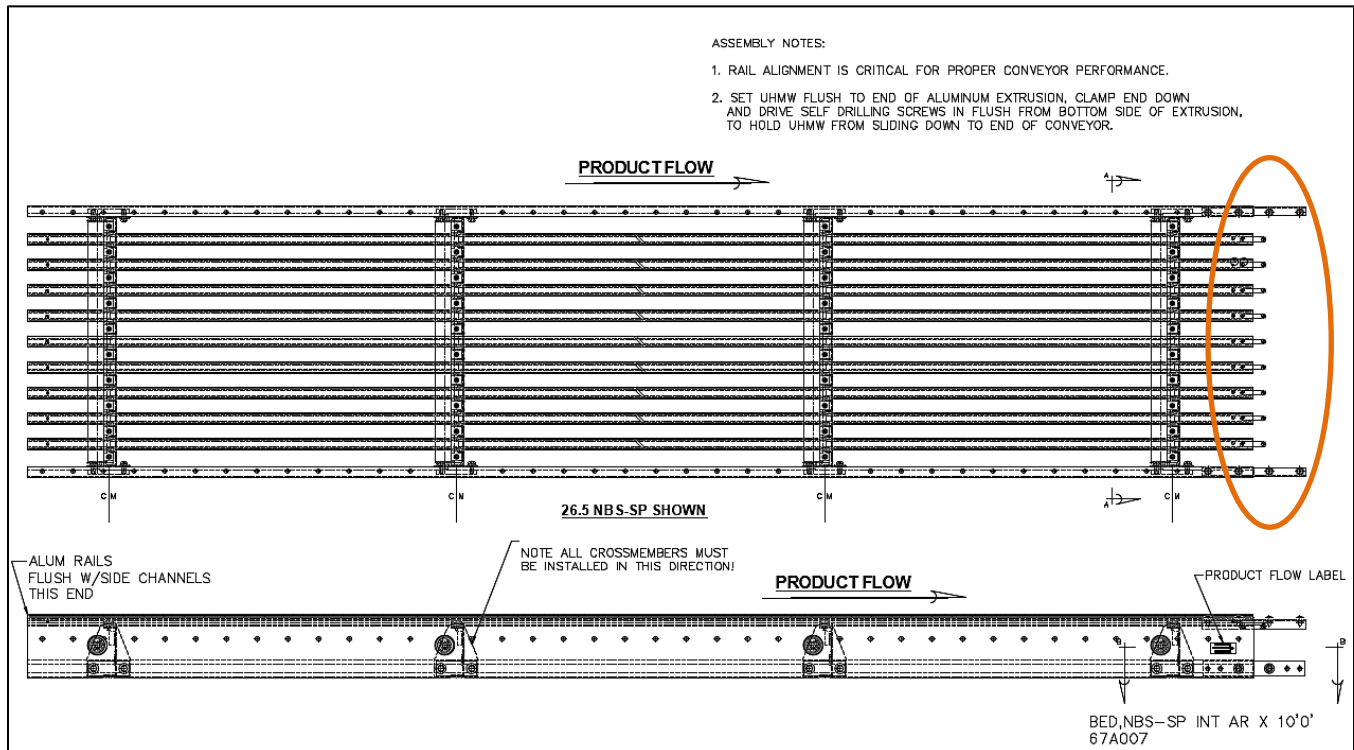 ASSEMBLY NOTES:
1. RAIL ALIGNMENT IS CRITICAL FOR PROPER CONVEYOR PERFORMANCE.
2. SET UHMW FLUSH TO END OF ALUMINUM EXTRUSION, CLAMP END DOWN
AND DRIVE SELF DRILLING SCREWS IN FLUSH FROM BOTTOM SIDE OF EXTRUSION,
TO HOLD UHMW FROM SLIDING DOWN TO END OF CONVEYOR.
PRODUCT FLOW
A
C M
C N
C M
C M
A
26.5 NBS-SP SHOWN
ALUM RAILS
FLUSH W/SIDE CHANNELS
THIS END
NOTE ALL CROSSMEMBERS MUST
BE INSTALLED IN THIS DIRECTION!
PRODUCT FLOW
PRODUCT FLOW LABEL
B
BED,NBS-SP INT AR X 10'0'
67A007